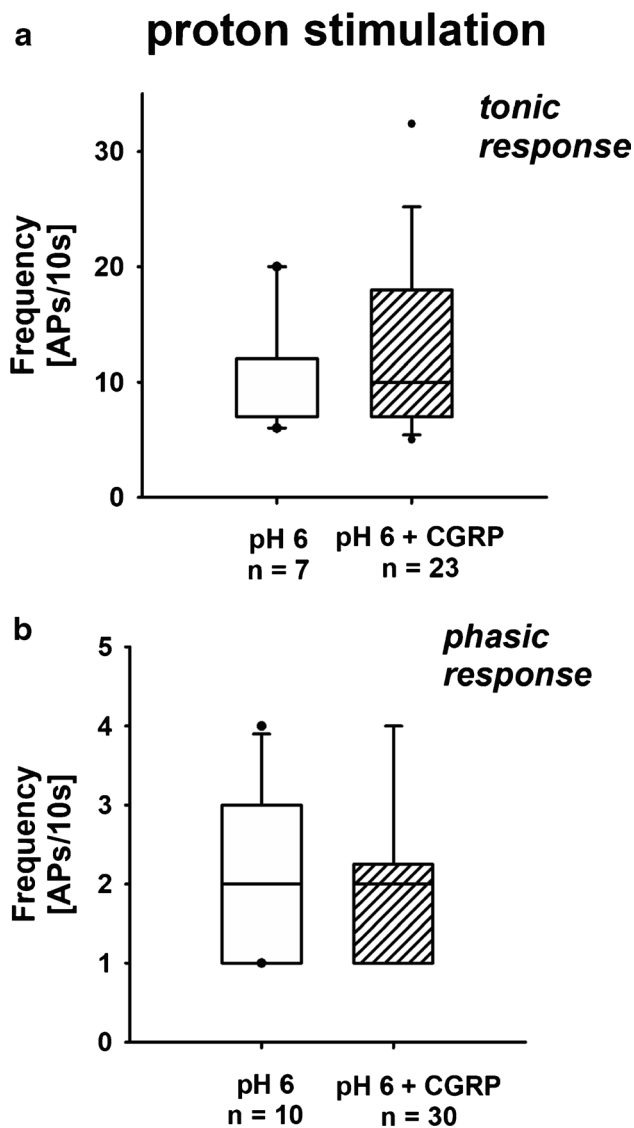 a
proton stimulation
tonic
response
Frequency
[APs/10s]
30
20
10
0
pH 6
n = 7
pH 6 + CGRP
n = 23
b
phasic
response
Frequency
[APs/10s]
5
4
3
2
1
0
pH 6
n = 10
pH 6 + CGRP
n = 30